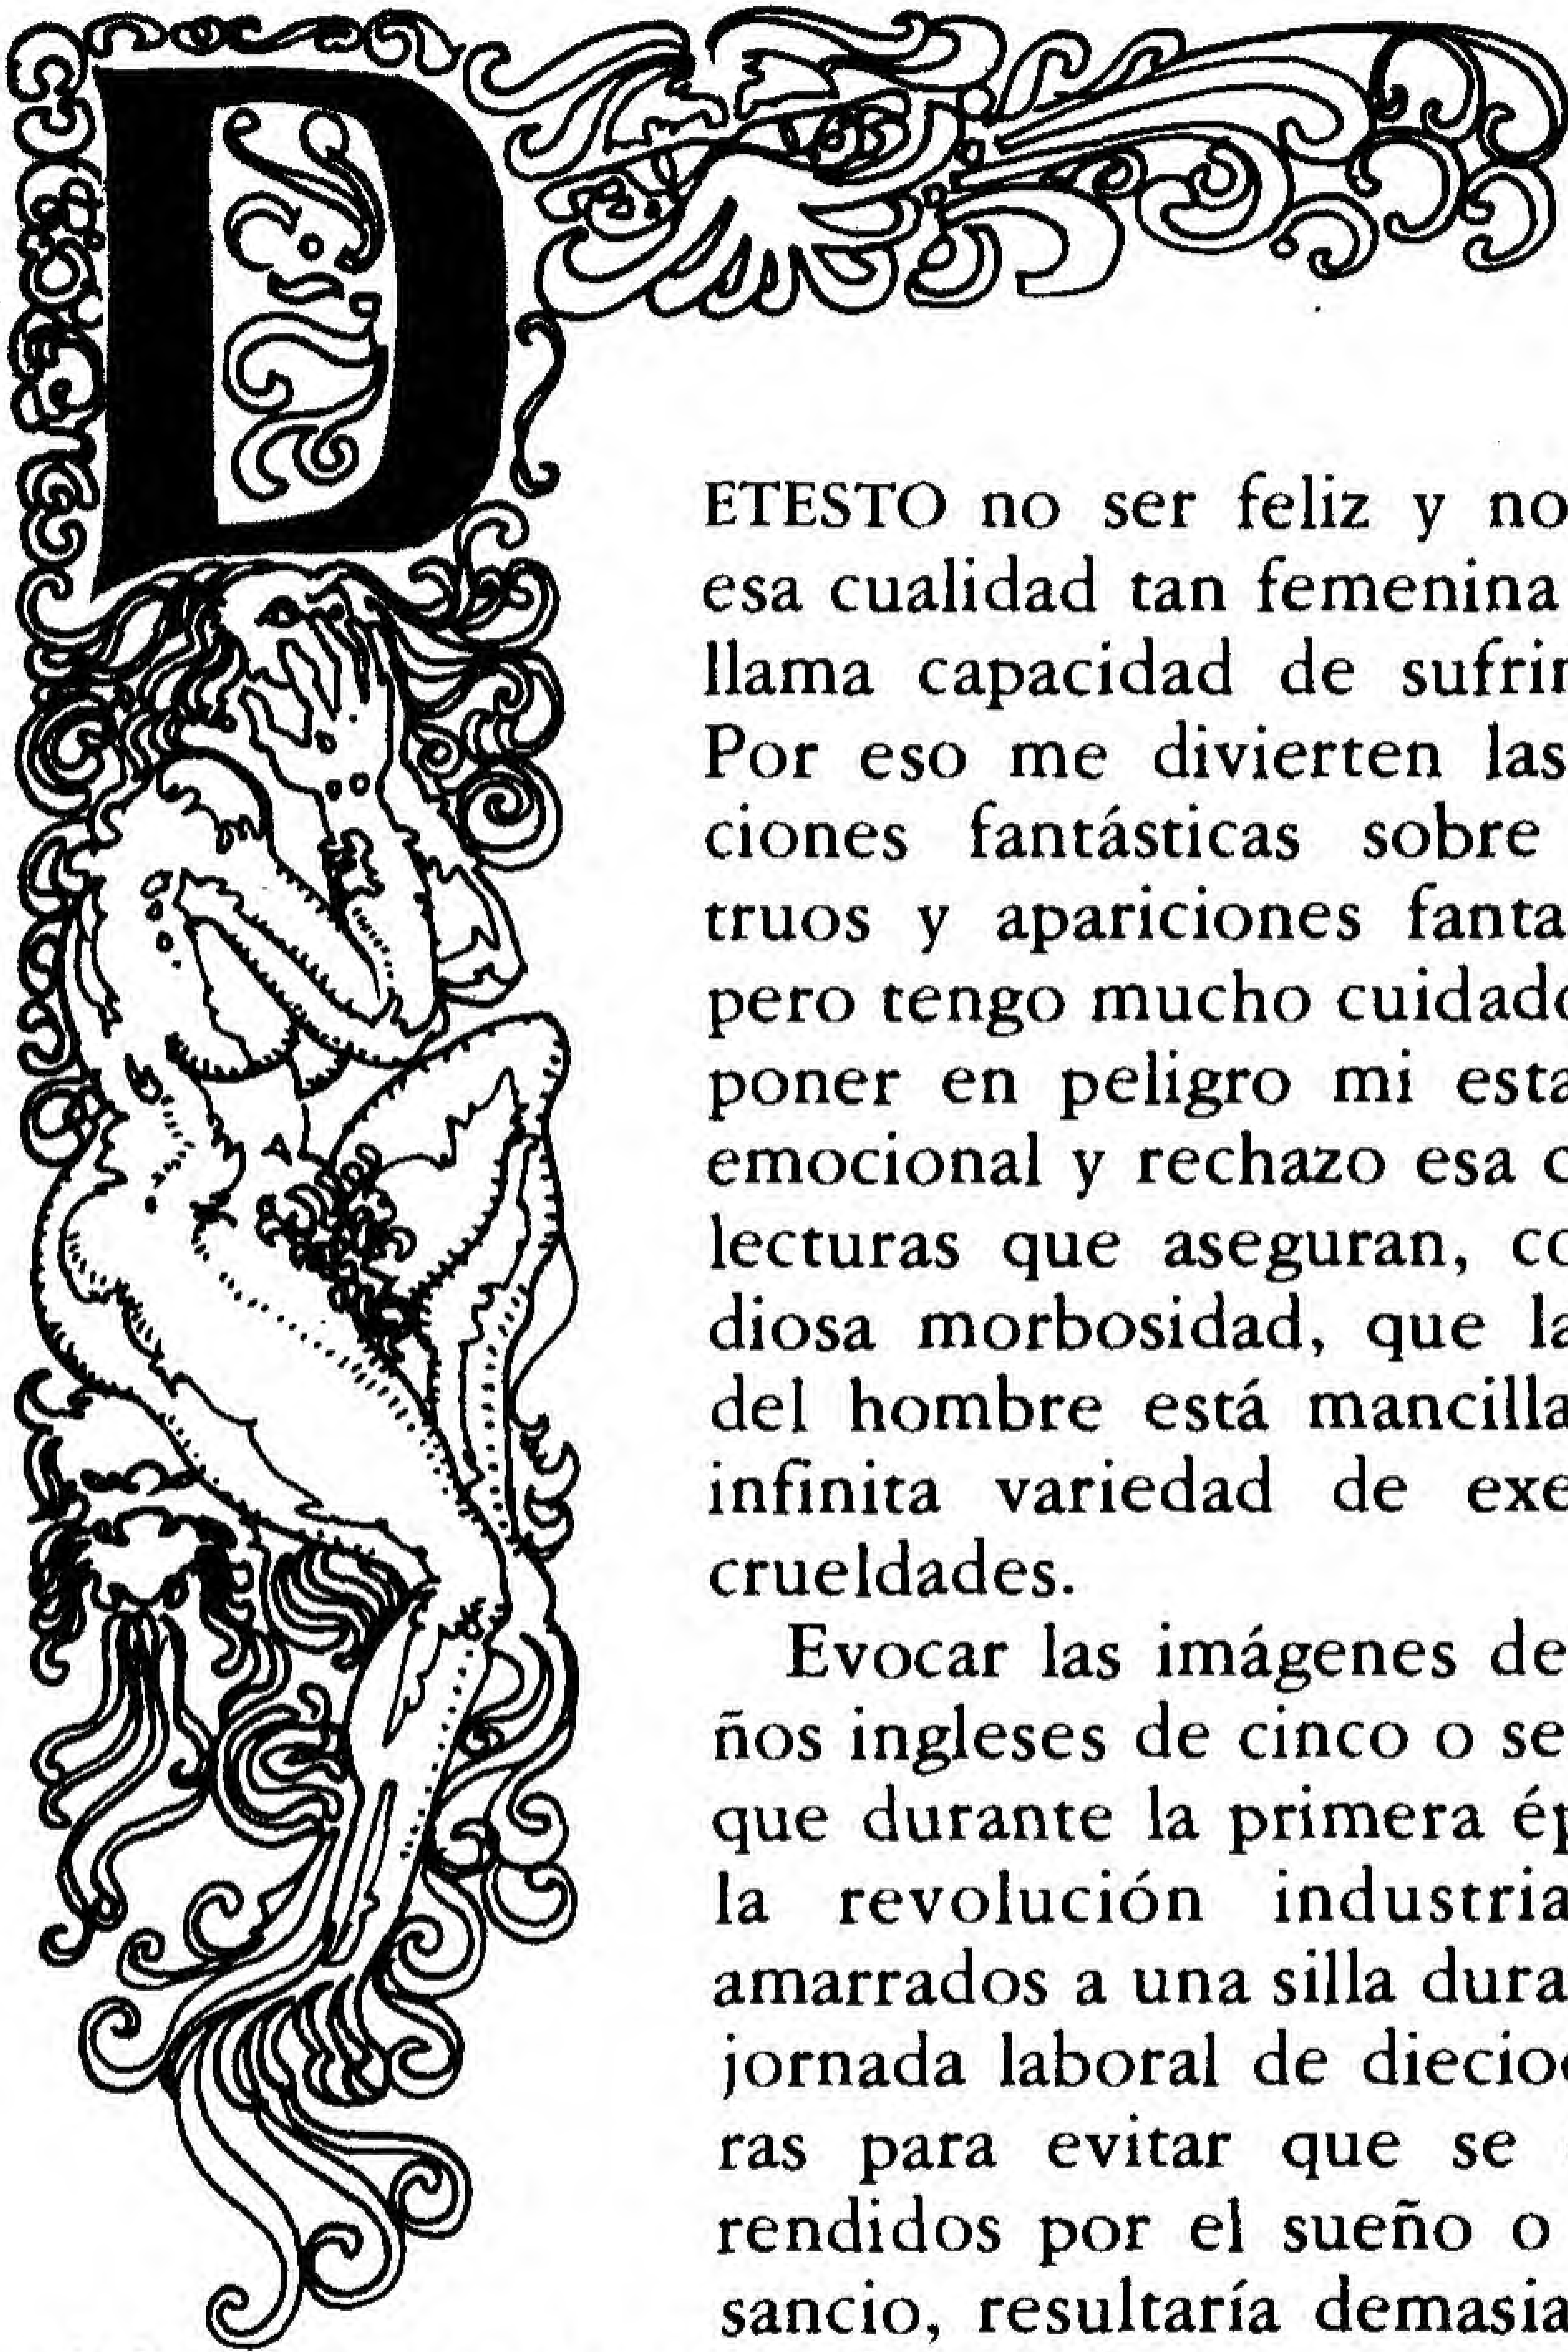 DETESTO no ser feliz y no
esa cualidad tan femenina
llama capacidad de sufrir
Por eso me divierten las
ciones fantásticas sobre
truos y apariciones fanta
pero tengo mucho cuidado
poner en peligro mi esta
emocional y rechazo esa c
lecturas que aseguran, co
diosa morbosidad, que la
del hombre está mancilla
infinita variedad de exe
crueldades.
Evocar las imágenes de
ños ingleses de cinco o se
que durante la primera ép
la revolución industria
amarrados a una silla dura
jornada laboral de diecioc
ras para evitar que se
rendidos por el sueño o
sancio, resultaría demasia